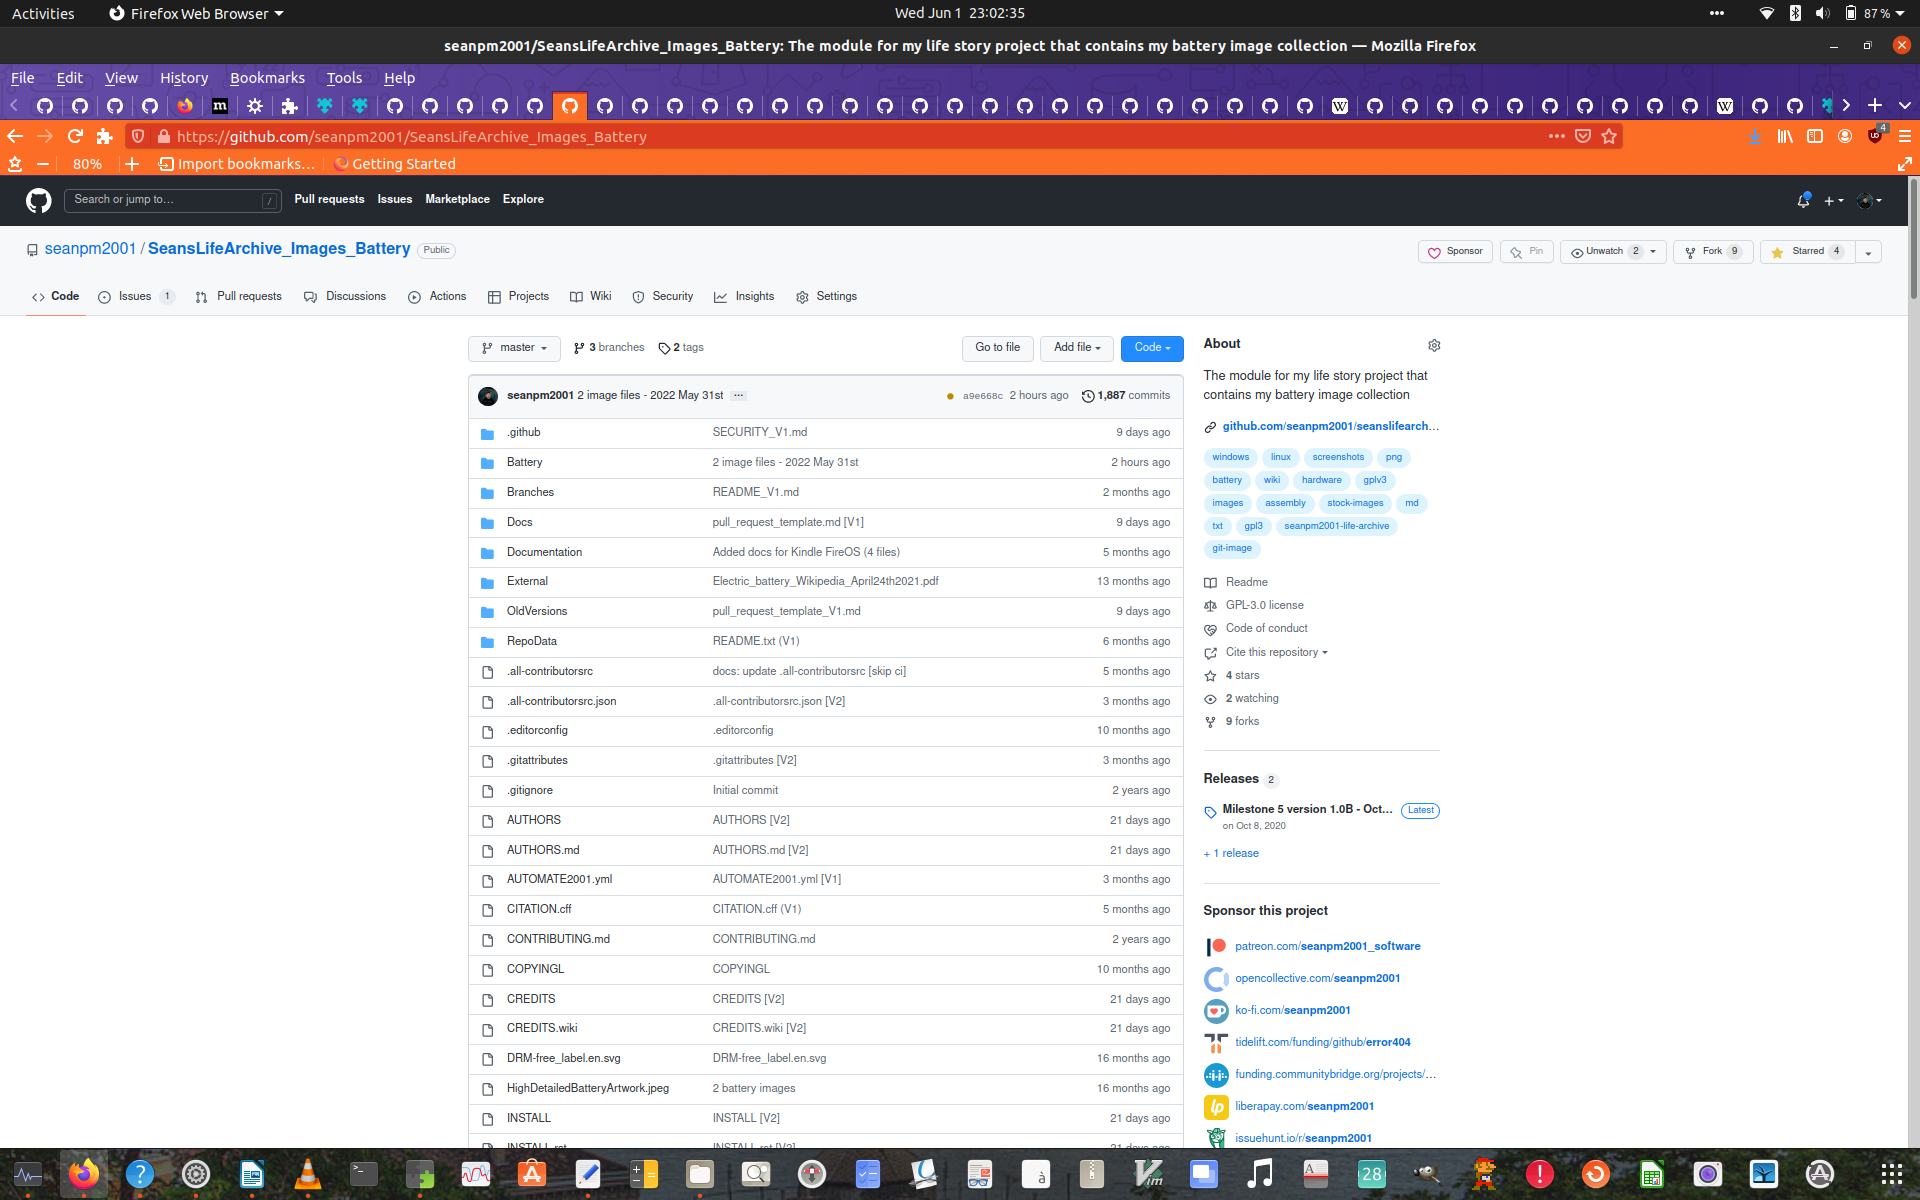 Activities Firefox Web Browser Wed Jun 1 23:02:35 87 %
seanpm2001/SeansLifeArchive_Images_Battery: The module for my life story project that contains my battery image collection — Mozilla Firefox
File Edit View History Bookmarks Tools Help
https://github.com/seanpm2001/SeansLifeArchive_Images_Battery 4
80% Import bookmarks… Getting Started
Search or jump to… / Pull requests Issues Marketplace Explore
seanpm2001 / SeansLifeArchive_Images_Battery Public Sponsor Pin Unwatch 2 Fork 9 Starred 4
Code Issues 1 Pull requests Discussions Actions Projects Wiki Security Insights Settings
master 3 branches 2 tags Go to file Add file Code
seanpm2001 2 image files - 2022 May 31st ... a9e668c 2 hours ago 1,887 commits
.github SECURITY_V1.md 9 days ago
Battery 2 image files - 2022 May 31st 2 hours ago
Branches README_V1.md 2 months ago
Docs pull_request_template.md [V1] 9 days ago
Documentation Added docs for Kindle FireOS (4 files) 5 months ago
External Electric_battery_Wikipedia_April24th2021.pdf 13 months ago
OldVersions pull_request_template_V1.md 9 days ago
RepoData README.txt (V1) 6 months ago
.all-contributorsrc docs: update .all-contributorsrc [skip ci] 5 months ago
.all-contributorsrc.json .all-contributorsrc.json [V2] 3 months ago
.editorconfig .editorconfig 10 months ago
.gitattributes .gitattributes [V2] 3 months ago
.gitignore Initial commit 2 years ago
AUTHORS AUTHORS [V2] 21 days ago
AUTHORS.md AUTHORS.md [V2] 21 days ago
AUTOMATE2001.yml AUTOMATE2001.yml [V1] 3 months ago
CITATION.cff CITATION.cff (V1) 5 months ago
CONTRIBUTING.md CONTRIBUTING.md 2 years ago
COPYINGL COPYINGL 10 months ago
CREDITS CREDITS [V2] 21 days ago
CREDITS.wiki CREDITS.wiki [V2] 21 days ago
DRM-free_label.en.svg DRM-free_label.en.svg 16 months ago
HighDetailedBatteryArtwork.jpeg 2 battery images 16 months ago
INSTALL INSTALL [V2] 21 days ago
INSTALL.rst INSTALL.rst [V2] 21 days ago
About
The module for my life story project that
contains my battery image collection
github.com/seanpm2001/seanslifearch…
windows linux screenshots png
battery wiki hardware gplv3
images assembly stock-images md
txt gpl3 seanpm2001-life-archive
git-image
Readme
GPL-3.0 license
Code of conduct
Cite this repository
4 stars
2 watching
9 forks
Releases 2
Milestone 5 version 1.0B - Oct… Latest
on Oct 8, 2020
+ 1 release
Sponsor this project
patreon.com/seanpm2001_software
opencollective.com/seanpm2001
ko-fi.com/seanpm2001
tidelift.com/funding/github/error404
funding.communitybridge.org/projects/…
liberapay.com/seanpm2001
issuehunt.io/r/seanpm2001
28